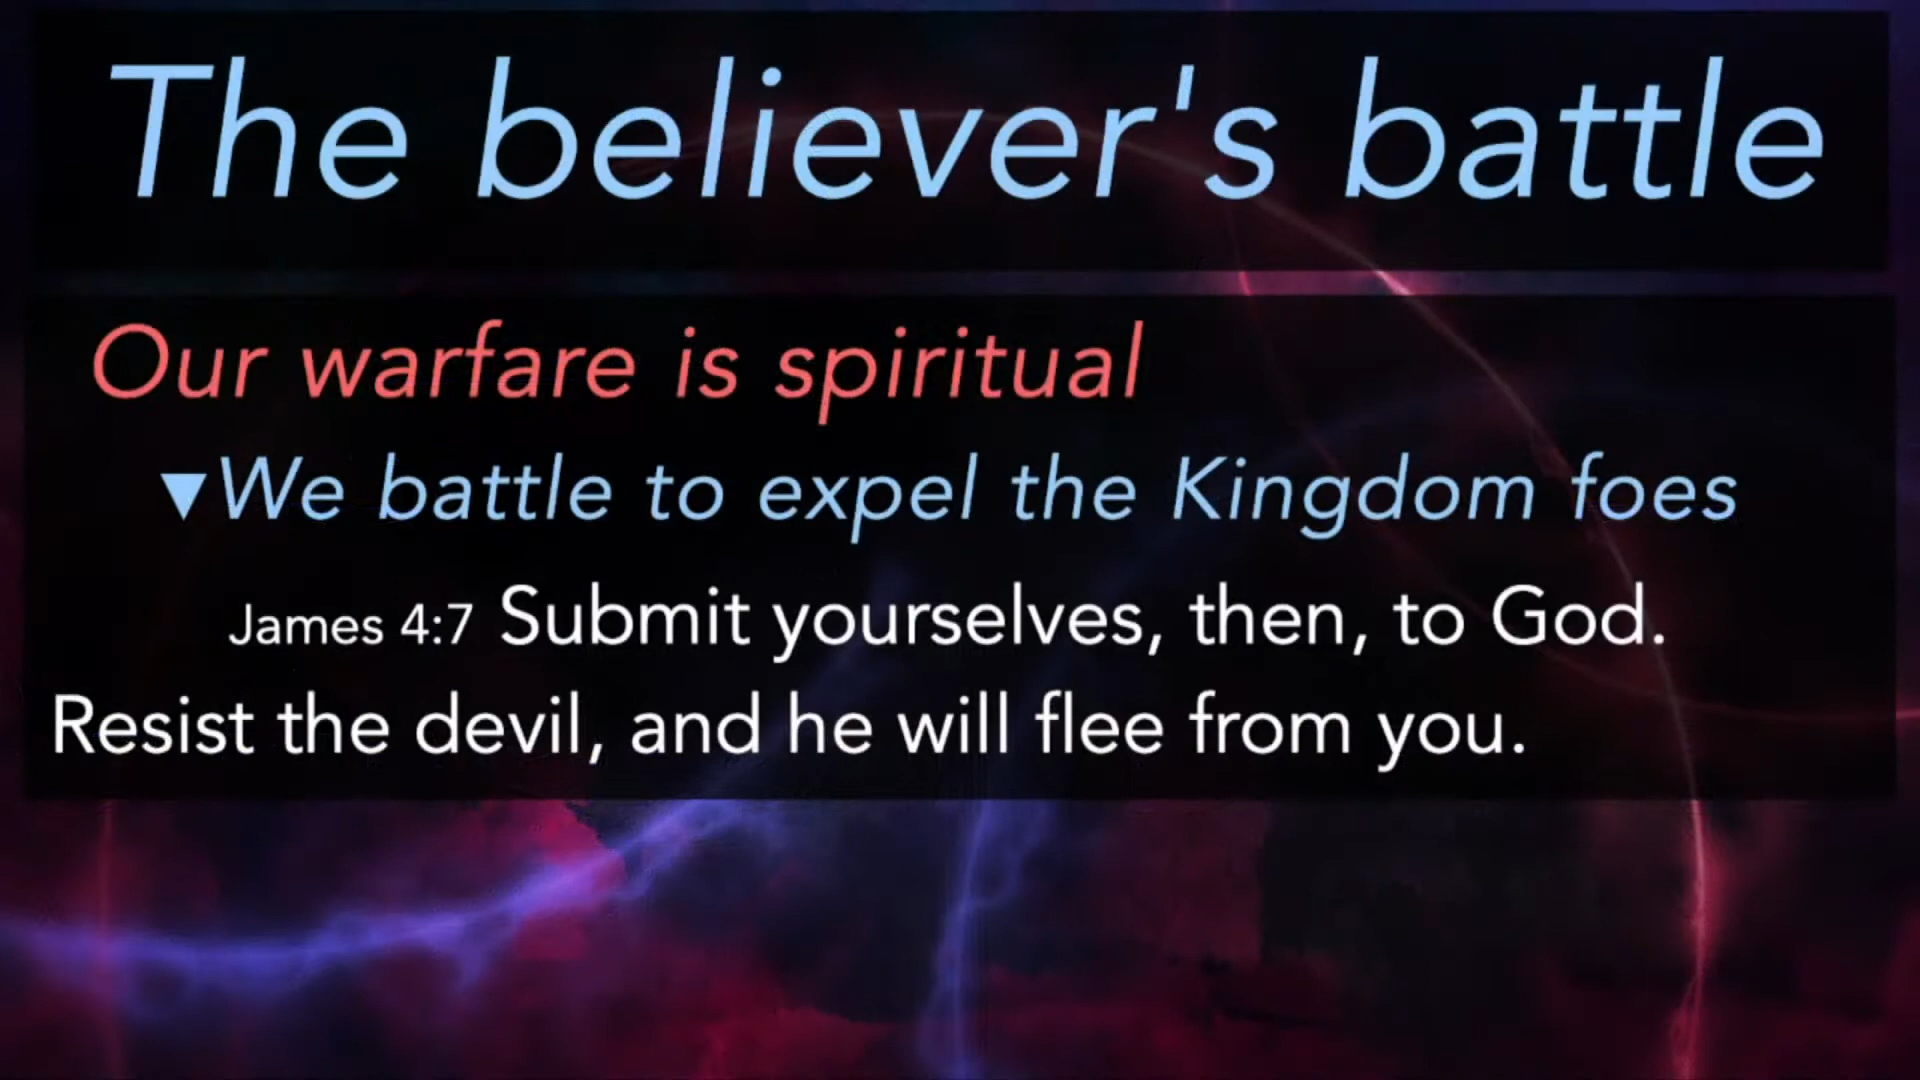 The believer's battle
Our warfare is spiritual
▼We battle to expel the Kingdom foes
James 4:7 Submit yourselves, then, to God.
Resist the devil, and he will flee from you.